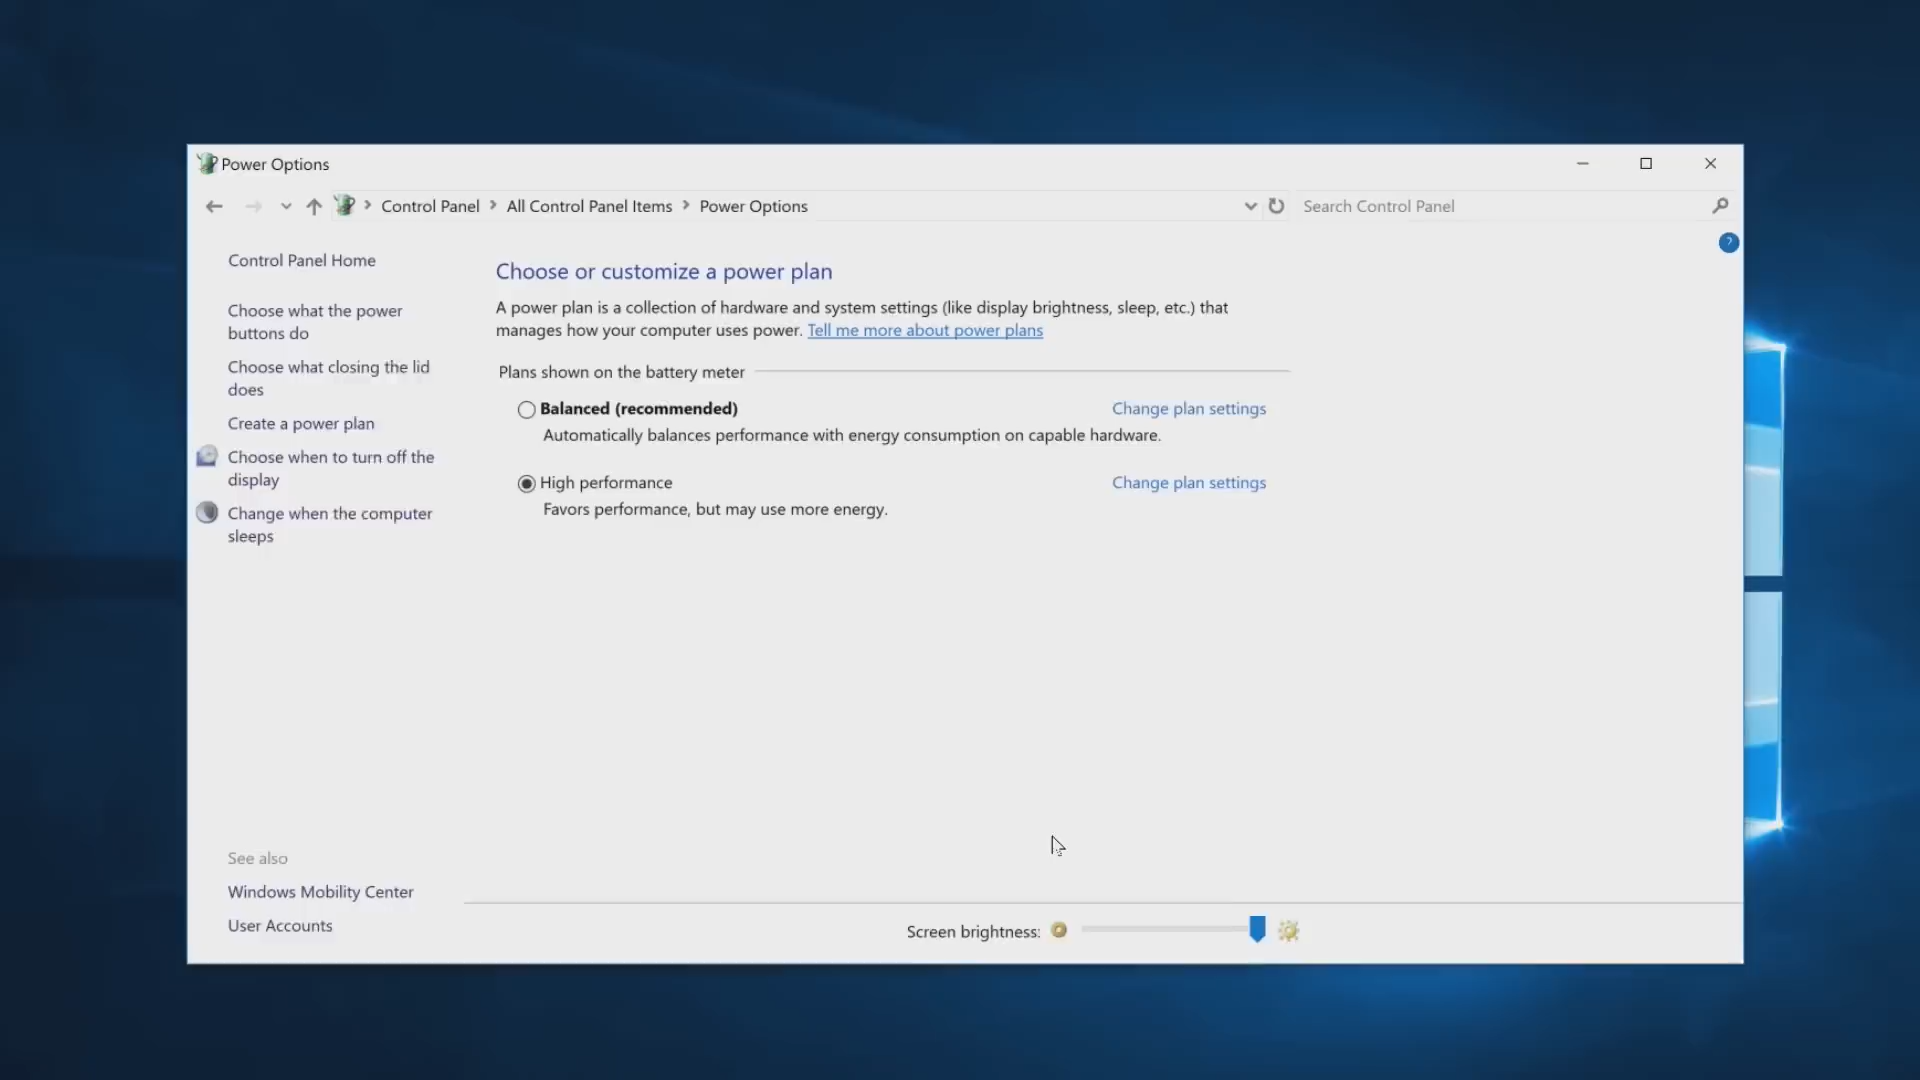 Power Options
Control Panel > All Control Panel Items > Power Options
Search Control Panel
?
Control Panel Home
Choose what the power
buttons do
Choose what closing the lid
does
Create a power plan
Choose when to turn off the
display
Change when the computer
sleeps
See also
Windows Mobility Center
User Accounts
Choose or customize a power plan
A power plan is a collection of hardware and system settings (like display brightness, sleep, etc.) that
manages how your computer uses power. Tell me more about power plans
Plans shown on the battery meter
Balanced (recommended) Change plan settings
Automatically balances performance with energy consumption on capable hardware.
High performance Change plan settings
Favors performance, but may use more energy.
Screen brightness: